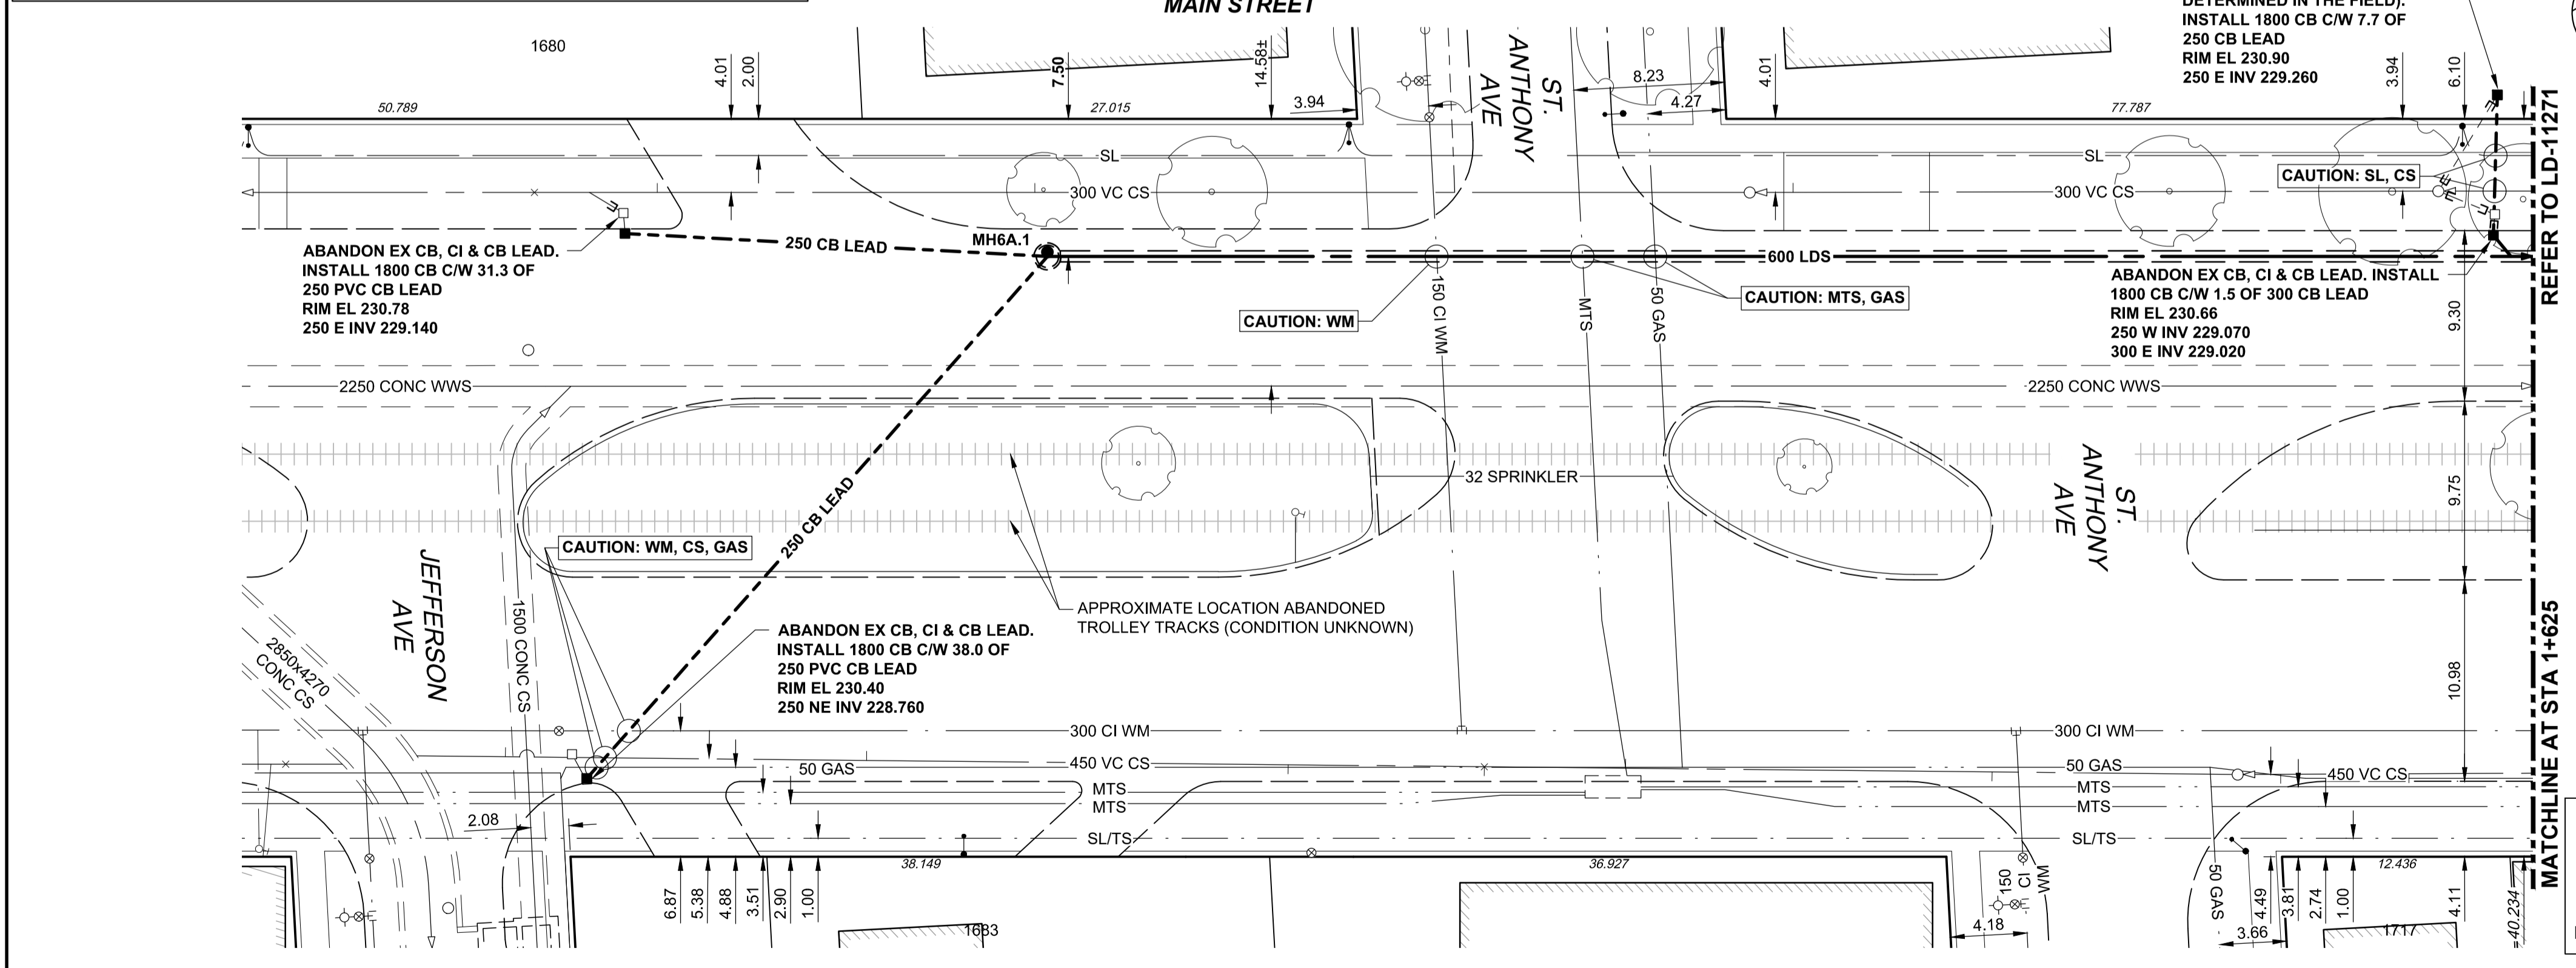 MAIN STREET
DETERMINED IN THE FIELD).
INSTALL 1800 CB C/W 7.7 OF
250 CB LEAD
RIM EL 230.90
250 E INV 229.260
1680
4.01
2.00
7.50
14.58±
3.94
ST.
ANTHONY
AVE
8.23
4.27
4.01
3.94
6.10
50.789
27.015
77.787
SL
SL
CAUTION: SL, CS
300 VC CS
300 VC CS
REFER TO LD-11271
250 CB LEAD
MH6A.1
600 LDS
ABANDON EX CB, CI & CB LEAD.
INSTALL 1800 CB C/W 31.3 OF
250 PVC CB LEAD
RIM EL 230.78
250 E INV 229.140
CAUTION: WM
150 CI WM
MTS
50 GAS
CAUTION: MTS, GAS
ABANDON EX CB, CI & CB LEAD. INSTALL
1800 CB C/W 1.5 OF 300 CB LEAD
RIM EL 230.66
250 W INV 229.070
300 E INV 229.020
9.30
2250 CONC WWS
2250 CONC WWS
32 SPRINKLER
ST.
ANTHONY
AVE
9.75
250 CB LEAD
CAUTION: WM, CS, GAS
JEFFERSON
AVE
1500 CONC CS
2850x4270
CONC CS
APPROXIMATE LOCATION ABANDONED
TROLLEY TRACKS (CONDITION UNKNOWN)
ABANDON EX CB, CI & CB LEAD.
INSTALL 1800 CB C/W 38.0 OF
250 PVC CB LEAD
RIM EL 230.40
250 NE INV 228.760
10.98
MATCHLINE AT STA 1+625
300 CI WM
300 CI WM
450 VC CS
50 GAS
50 GAS
450 VC CS
MTS
MTS
MTS
MTS
2.08
SL/TS
SL/TS
38.149
36.927
12.436
6.87
5.38
4.88
3.51
2.90
1.00
150
CI
WM
50 GAS
4.49
3.81
2.74
1.00
4.11
40.234
1683
4.18
3.66
1717